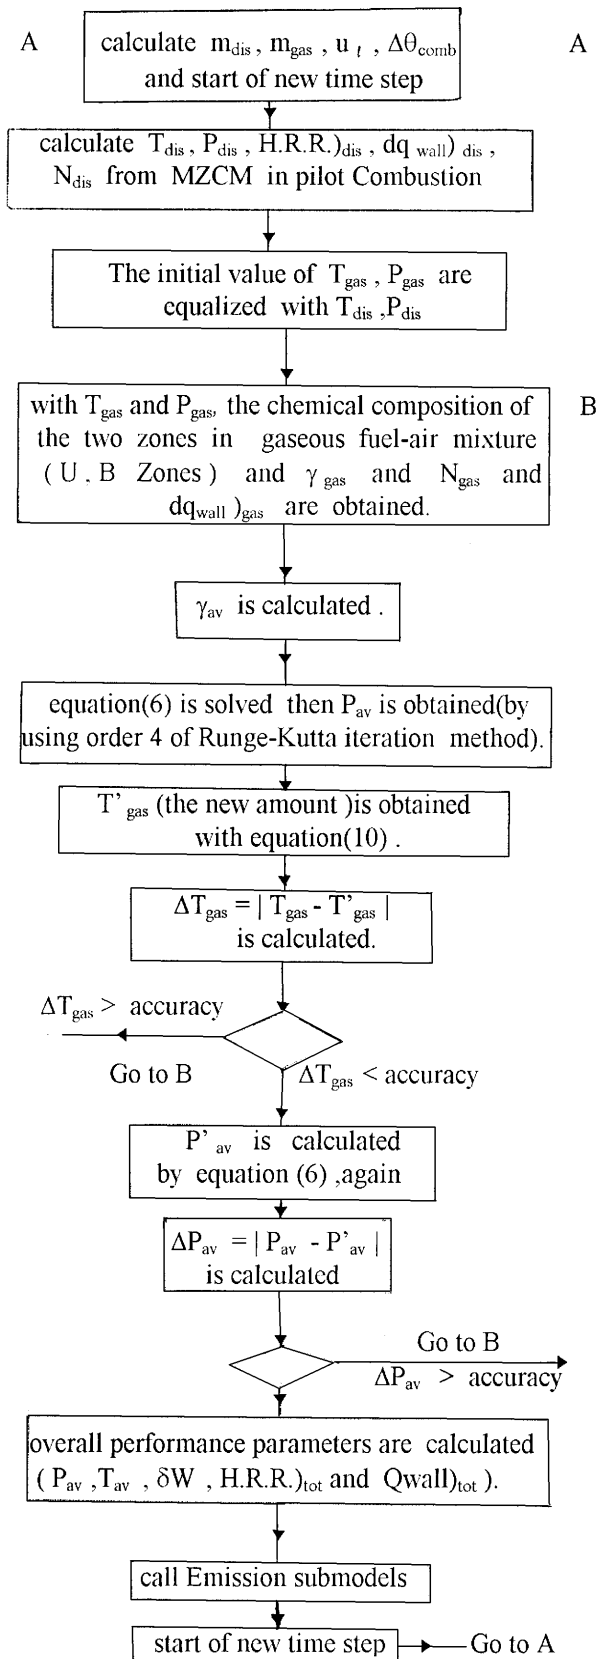 A
calculate m_dis , m_gas , u_ℓ , Δθ_comb
A
and start of new time step
calculate T_dis, P_dis , H.R.R.)_dis , dq_wall)_dis ,
N_dis from MZCM in pilot Combustion
The initial value of T_gas , P_gas are
equalized with T_dis ,P_dis
with T_gas and P_gas, the chemical composition of
B
the two zones in gaseous fuel-air mixture
( U. B Zones ) and γ_gas and N_gas and
dq_wall )_gas are obtained.
γ_av is calculated .
equation(6) is solved then P_av is obtained(by
using order 4 of Runge-Kutta iteration method).
T’_gas (the new amount )is obtained
with equation(10) .
ΔT_gas = | T_gas - T’_gas |
is calculated.
ΔT_gas > accuracy
Go to B
ΔT_gas < accuracy
P’_av is calculated
by equation (6) ,again
ΔP_av = | P_av - P’_av |
is calculated
Go to B
ΔP_av > accuracy
overall performance parameters are calculated
( P_av ,T_av , δW , H.R.R.)_tot and Qwall)_tot ).
call Emission submodels
start of new time step
Go to A